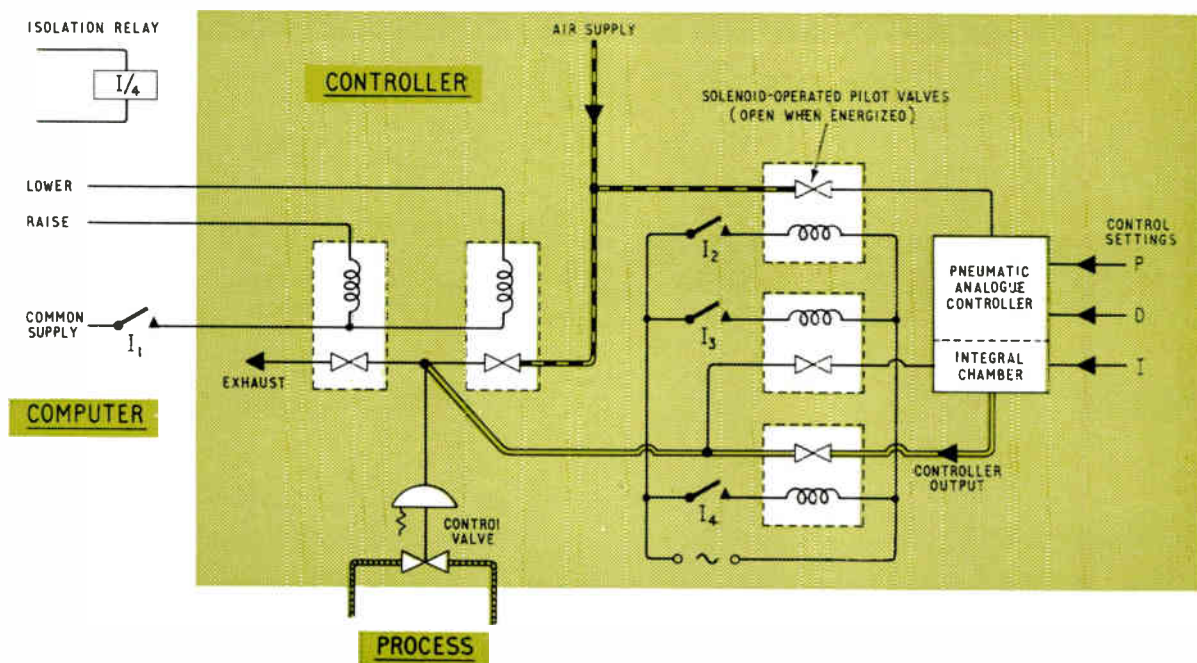 ISOLATION RELAY
I/4
AIR SUPPLY
CONTROLLER
SOLENOID-OPERATED PILOT VALVES
(OPEN WHEN ENERGIZED)
LOWER
RAISE
COMMON
SUPPLY
I1
EXHAUST
COMPUTER
I2
I3
I4
CONTROL
SETTINGS
P
D
I
PNEUMATIC
ANALOGUE
CONTROLLER
INTEGRAL
CHAMBER
CONTROLLER
OUTPUT
CONTROL
VALVE
PROCESS